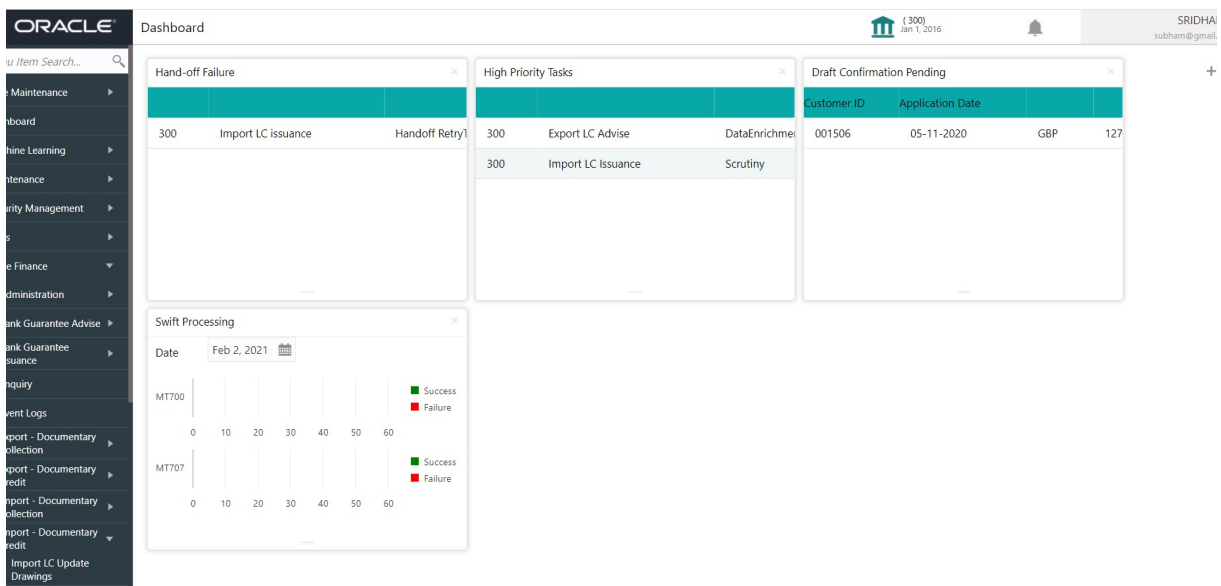 ORACLE
Dashboard
( 300)
Jan 1, 2016
SRIDHA
subham@gmail.
u Item Search...
Maintenance
hboard
hine Learning
ntenance
urity Management
s
e Finance
dministration
ank Guarantee Advise
ank Guarantee
suance
nquiry
vent Logs
xport - Documentary
ollection
xport - Documentary
redit
mport - Documentary
ollection
mport - Documentary
redit
Import LC Update
Drawings
Hand-off Failure
300 Import LC issuance Handoff Retry
High Priority Tasks
300 Export LC Advise DataEnrichme
300 Import LC Issuance Scrutiny
Draft Confirmation Pending
Customer ID Application Date
001506 05-11-2020 GBP 127
Swift Processing
Date Feb 2, 2021
MT700
Success
Failure
0 10 20 30 40 50 60
MT707
Success
Failure
0 10 20 30 40 50 60